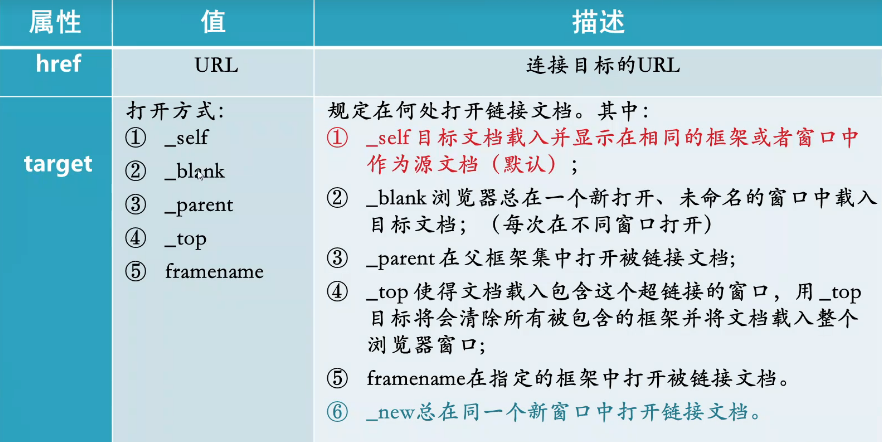 属性 值 描述
href URL 连接目标的URL
target
打开方式：
① _self
② _blank
③ _parent
④ _top
⑤ framename
规定在何处打开链接文档。其中：
① _self 目标文档载入并显示在相同的框架或者窗口中
作为源文档（默认）；
② _blank 浏览器总在一个新打开、未命名的窗口中载入
目标文档；（每次在不同窗口打开）
③ _parent 在父框架集中打开被链接文档;
④ _top 使得文档载入包含这个超链接的窗口，用 _top
目标将会清除所有被包含的框架并将文档载入整个
浏览器窗口;
⑤ framename在指定的框架中打开被链接文档。
⑥ _new总在同一个新窗口中打开链接文档。